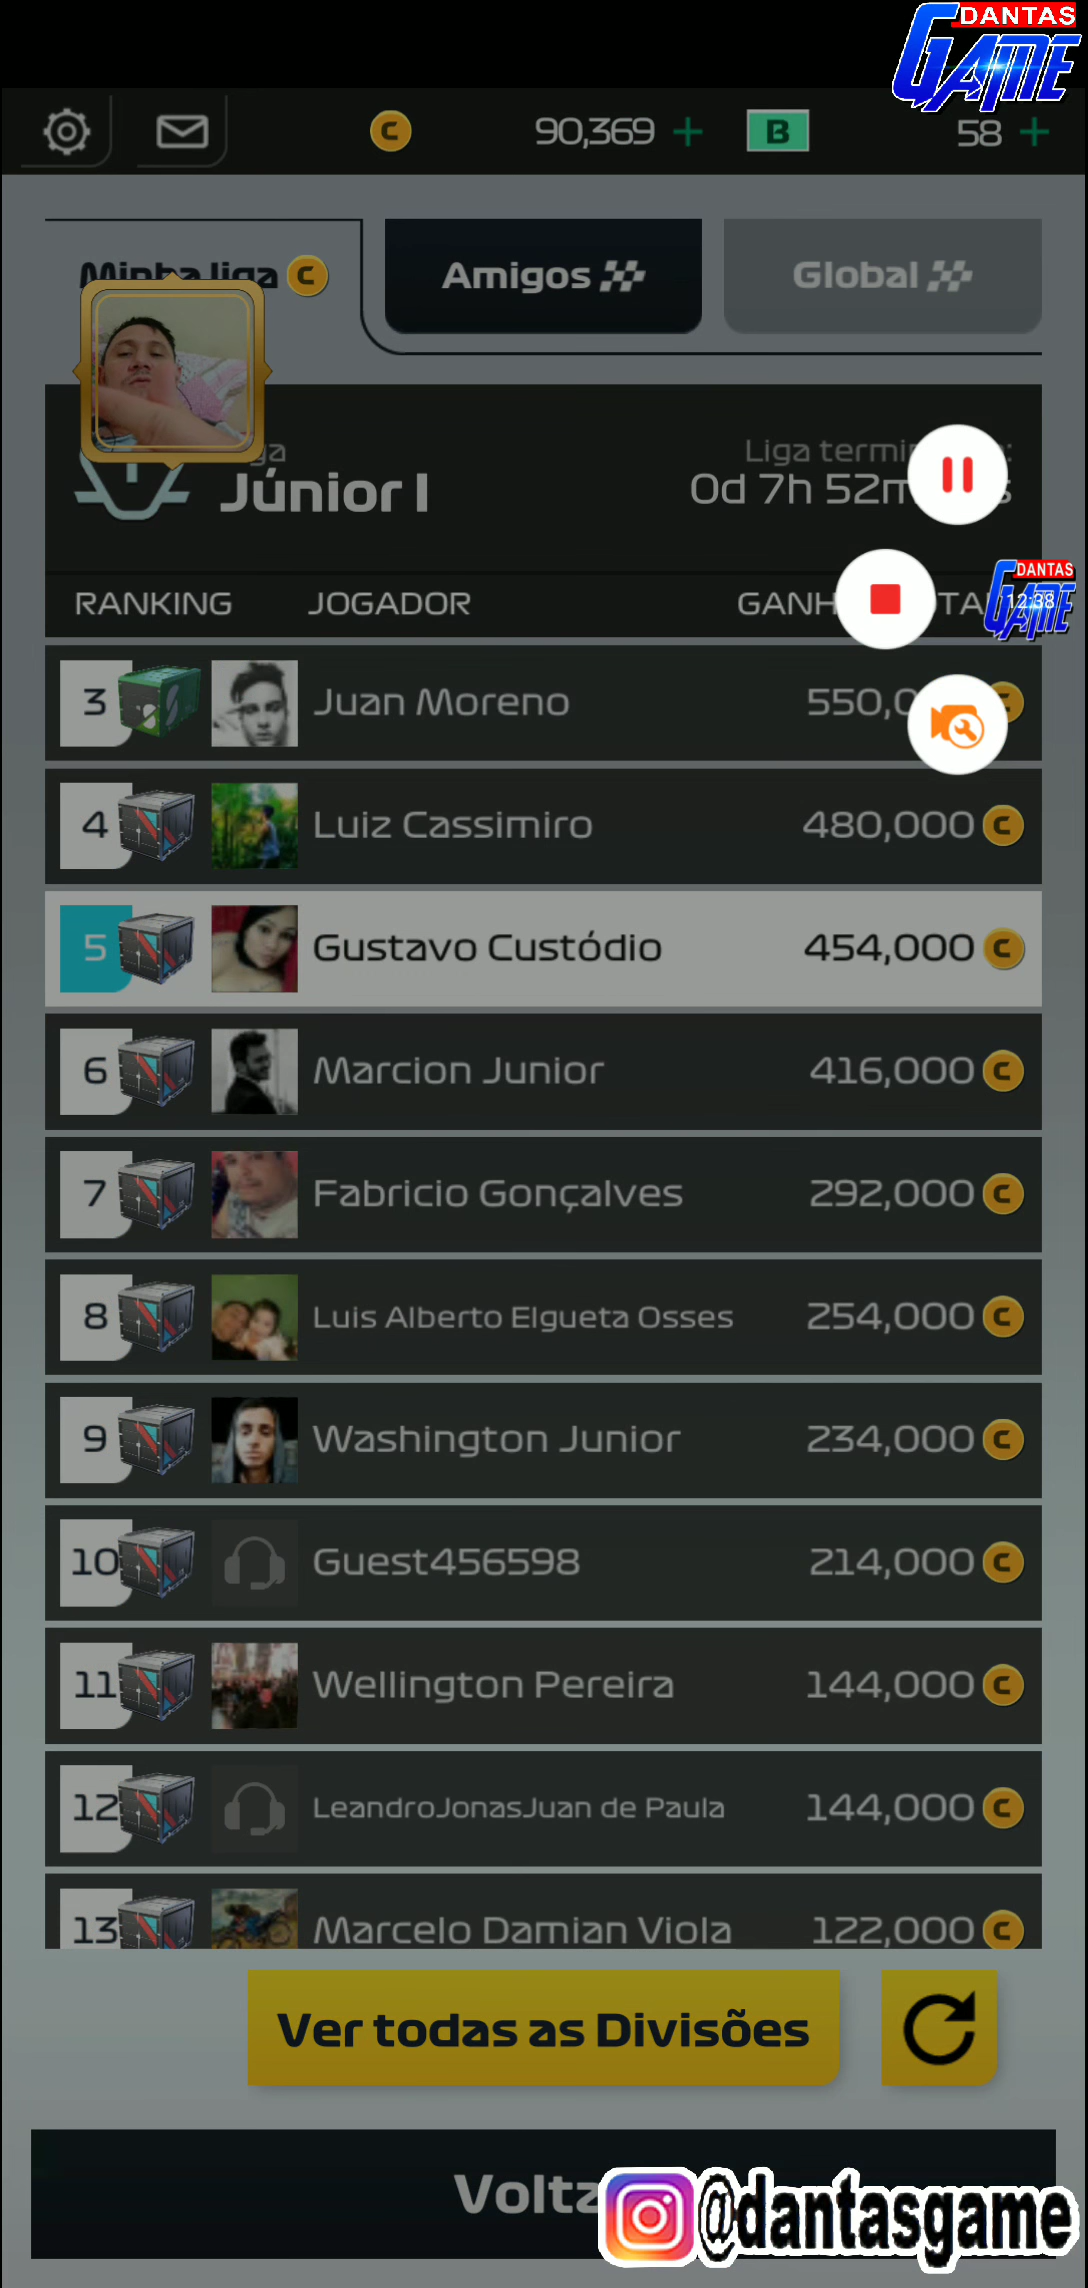 DANTAS
GAME
90,369
B
58
Minha liga
Amigos
Global
Júnior I
0d 7h 52m
RANKING
JOGADOR
DANTAS
GAME
12:38
3
Juan Moreno
4
Luiz Cassimiro
480,000
5
Gustavo Custódio
454,000
6
Marcion Junior
416,000
7
Fabricio Gonçalves
292,000
8
Luis Alberto Elgueta Osses
254,000
9
Washington Junior
234,000
10
Guest456598
214,000
11
Wellington Pereira
144,000
12
LeandroJonasJuan de Paula
144,000
13
Marcelo Damian Viola
122,000
Ver todas as Divisões
@dantasgame